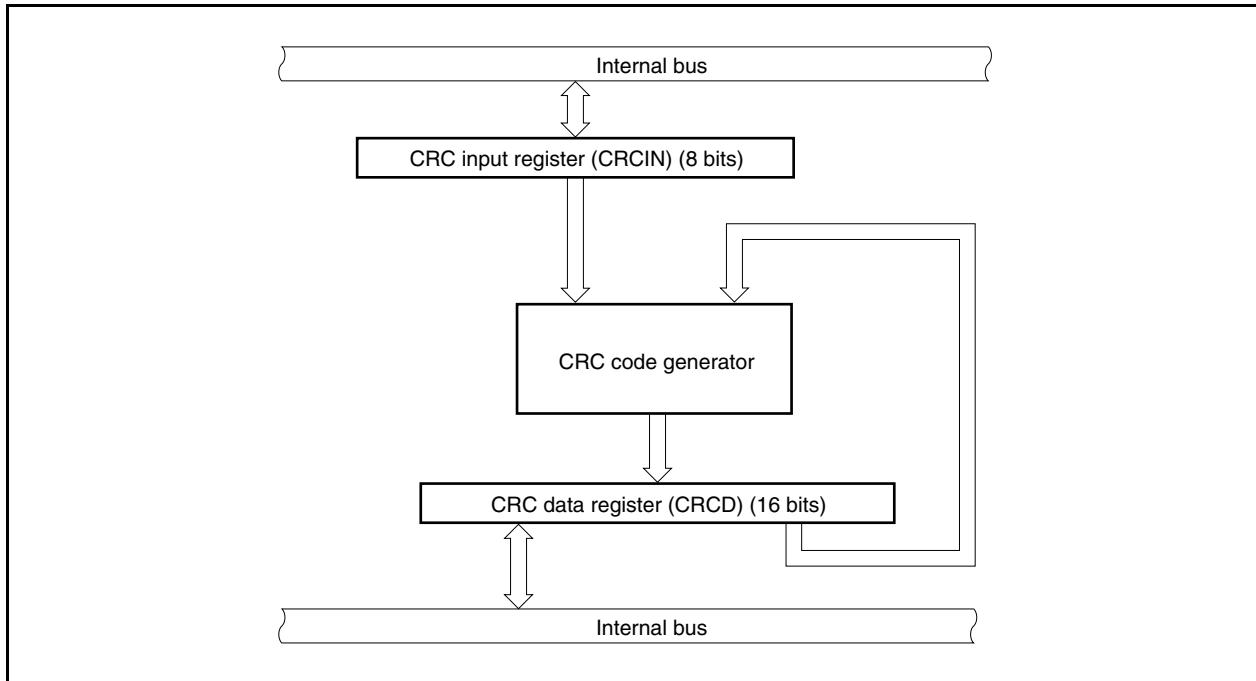 Internal bus
CRC input register (CRCIN) (8 bits)
CRC code generator
CRC data register (CRCD) (16 bits)
Internal bus